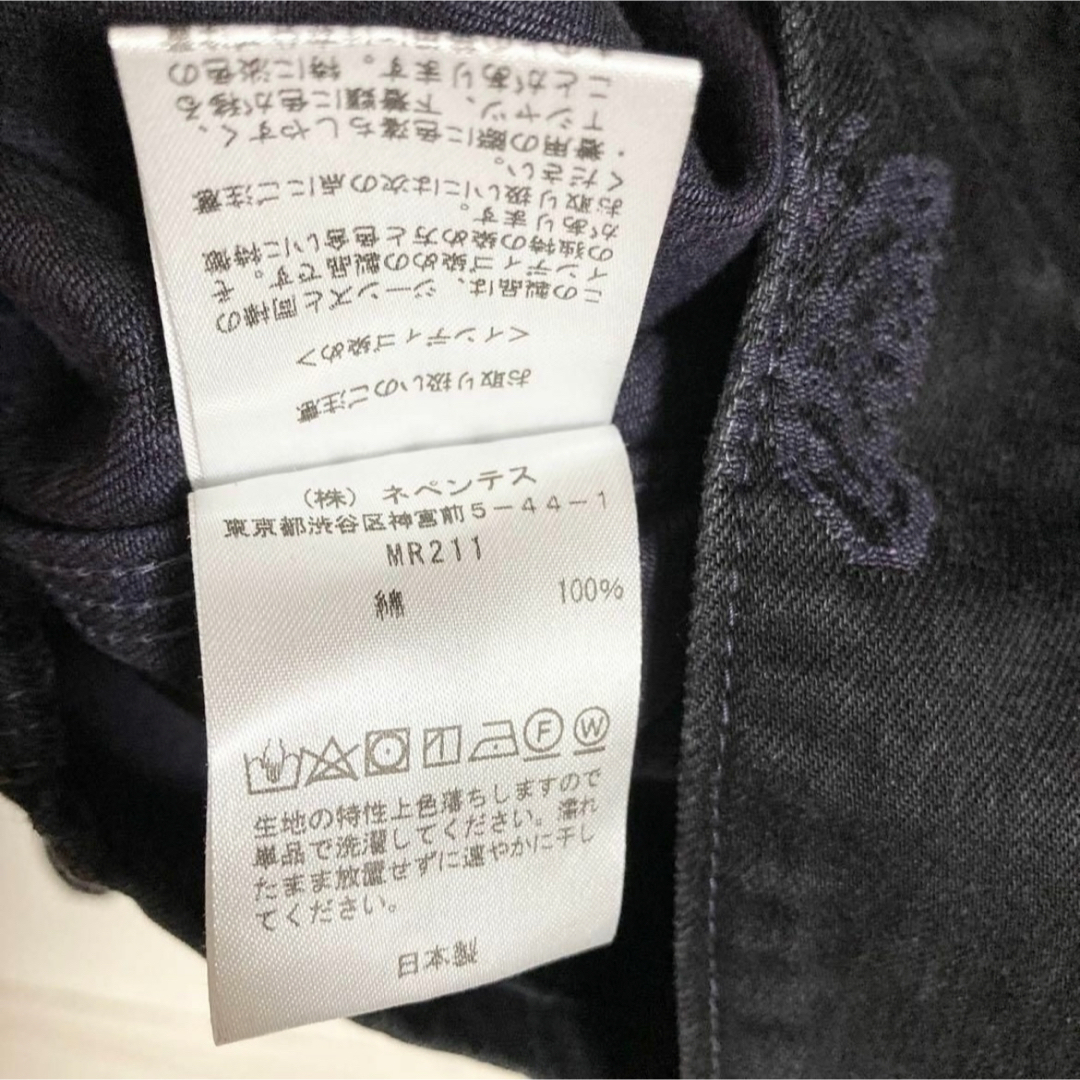 お取り扱いのご注意
<インディゴ染め>
この製品は、ジーンズと同様の
インディゴ染めの製品です。そ
の独特の染め方と色合いに特徴
があります。
お取り扱いには次の点にご注意
ください。
・着用の際に色落ちしやすく、
Tシャツ、下着類に色が移る
ことがあります。特に淡色の
(株) ネペンテス
東京都渋谷区神宮前5-44-1
MR211
綿 100%
F W
生地の特性上色落ちしますので
単品で洗濯してください。濡れ
たまま放置せずに速やかに干し
てください。
日本製